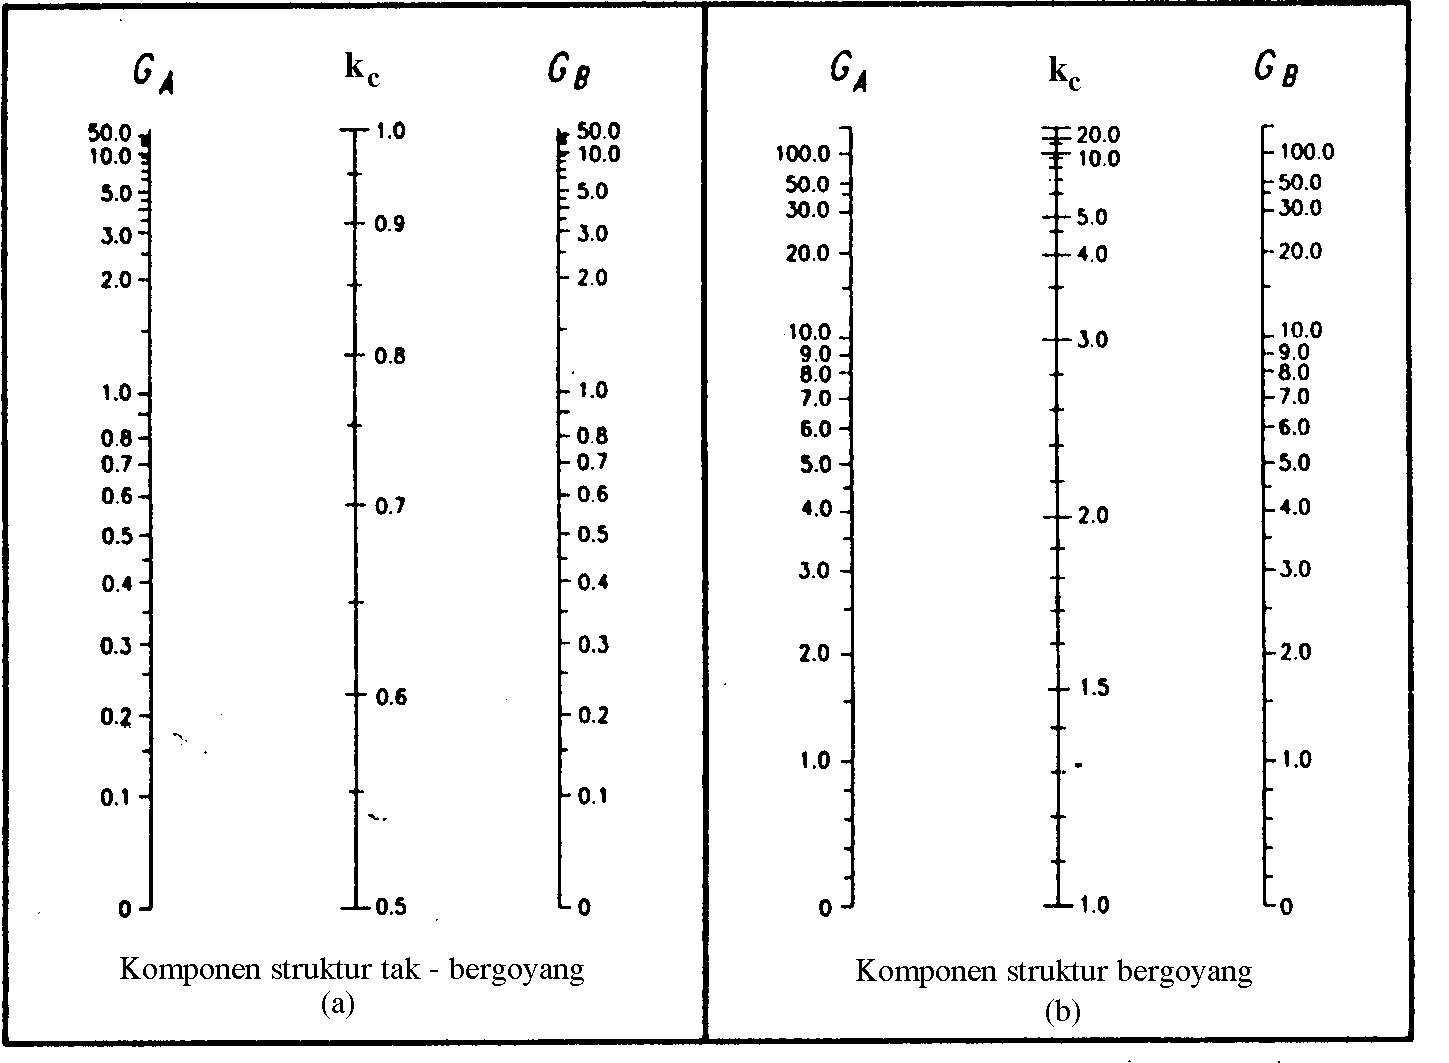 G_A k_c G_B
50.0 1.0 50.0
10.0 10.0
5.0 5.0
0.9
3.0 3.0
2.0 2.0
0.8
1.0 1.0
0.8 0.8
0.7 0.7
0.6 0.7 0.6
0.5 0.5
0.4 0.4
0.3 0.3
0.6
0.2 0.2
0.1 0.1
0 0.5 0
Komponen struktur tak - bergoyang
(a)
G_A k_c G_B
20.0
100.0 10.0 100.0
50.0 50.0
30.0 5.0 30.0
20.0 4.0 20.0
10.0 3.0 10.0
9.0 9.0
8.0 8.0
7.0 7.0
6.0 6.0
5.0 5.0
4.0 2.0 4.0
3.0 3.0
2.0 2.0
1.5
1.0 1.0
0 1.0 0
Komponen struktur bergoyang
(b)